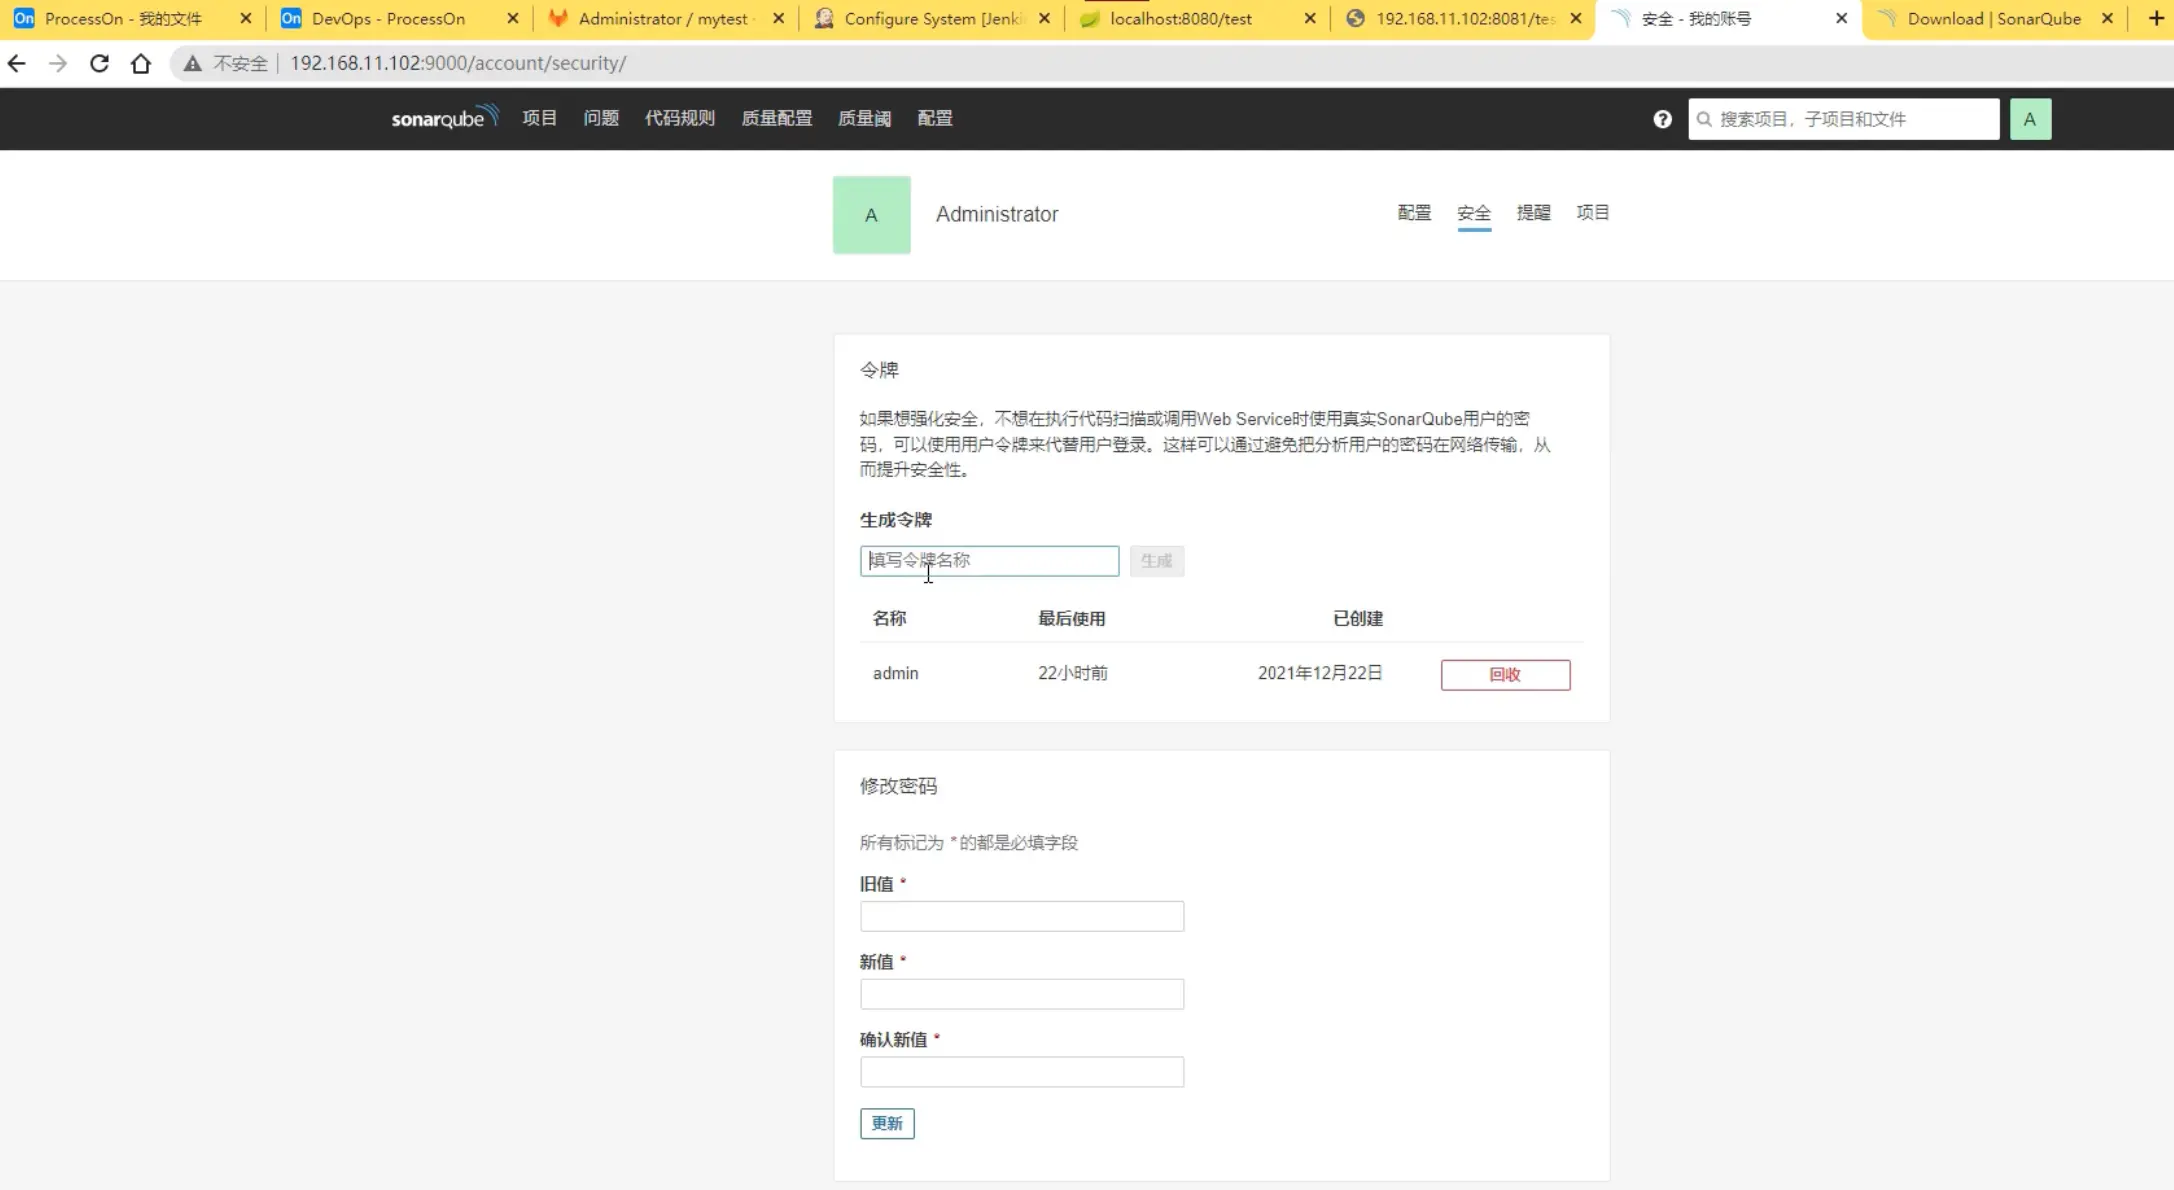 On ProcessOn - 我的文件
On DevOps - ProcessOn
Administrator / mytest
Configure System [Jenki
localhost:8080/test
192.168.11.102:8081/tes
安全 - 我的账号
Download | SonarQube
不安全 192.168.11.102:9000/account/security/
sonarqube 项目 问题 代码规则 质量配置 质量阈 配置 搜索项目，子项目和文件 A
A Administrator 配置 安全 提醒 项目
令牌
如果想强化安全，不想在执行代码扫描或调用Web Service时使用真实SonarQube用户的密
码，可以使用用户令牌来代替用户登录。这样可以通过避免把分析用户的密码在网络传输，从
而提升安全性。
生成令牌
填写令牌名称 生成
名称 最后使用 已创建
admin 22小时前 2021年12月22日 回收
修改密码
所有标记为 *的都是必填字段
旧值 *
新值 *
确认新值 *
更新